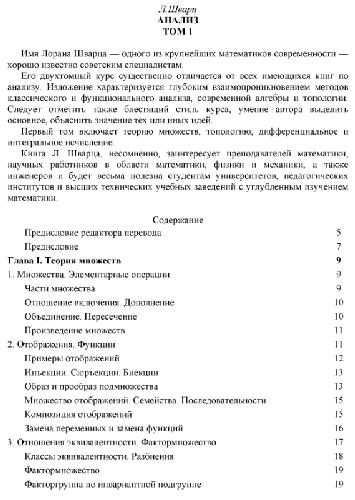 Л.Шварц
АНАЛИЗ
ТОМ 1
Имя Лорана Шварца — одного из крупнейших математиков современности —
хорошо известно советским специалистам.
Его двухтомный курс существенно отличается от всех имеющихся книг по
анализу. Изложение характеризуется глубоким взаимопроникновением методов
классического и функционального анализа, современной алгебры и топологии.
Следует отметить также блестящий стиль курса, умение автора выделить
основное, объяснить значение тех или иных идей.
Первый том включает теорию множеств, топологию, дифференциальное и
интегральное исчисление.
Книга Л Шварца, несомненно, заинтересует преподавателей математики,
научных работников в области математики, физики и механики, а также
инженеров и будет весьма полезна студентам университетов, педагогических
институтов и высших технических учебных заведений с углубленным изучением
математики.
Содержание
Предисловие редактора перевода 5
Предисловие 7
Глава I. Теория множеств 9
1. Множества. Элементарные операции 9
Части множества 9
Отношение включения. Дополнение 10
Объединение. Пересечение 10
Произведение множеств 11
2. Отображения. Функции 11
Примеры отображений 12
Инъекции. Сюръекции. Биекции 13
Образ и прообраз подмножества 13
Множество отображений. Семейства. Последовательности 15
Композиция отображений 15
Замена переменных и замена функций 16
3. Отношения эквивалентности. Фактормножество 17
Классы эквивалентности. Разбиения 18
Фактормножество 19
Факторгруппа по инвариантной подгруппе 19